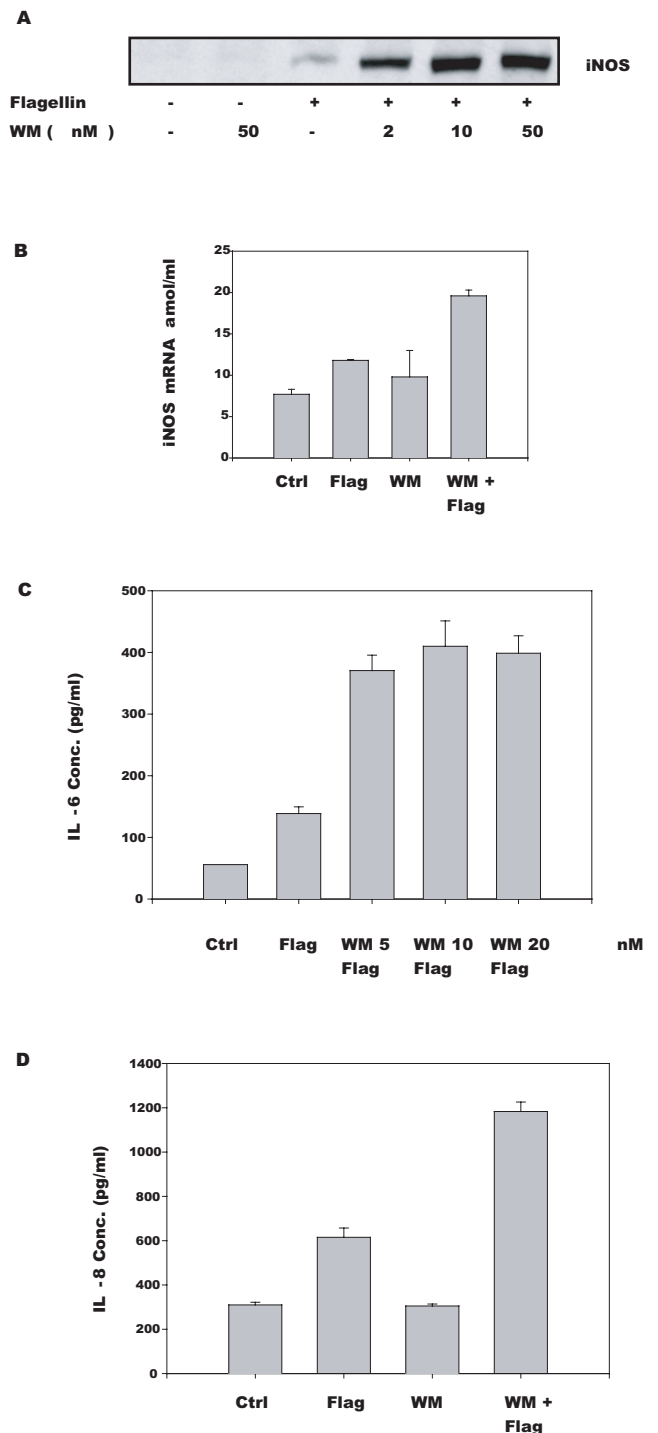 A
iNOS
Flagellin - - + + + +
WM ( nM ) - 50 - 2 10 50
B
iNOS mRNA amol/ml
25
20
15
10
5
0
Ctrl Flag WM WM +
Flag
C
IL -6 Conc. (pg/ml)
500
400
300
200
100
0
Ctrl Flag WM 5 WM 10 WM 20 nM
Flag Flag Flag
D
IL -8 Conc. (pg/ml)
1400
1200
1000
800
600
400
200
0
Ctrl Flag WM WM +
Flag